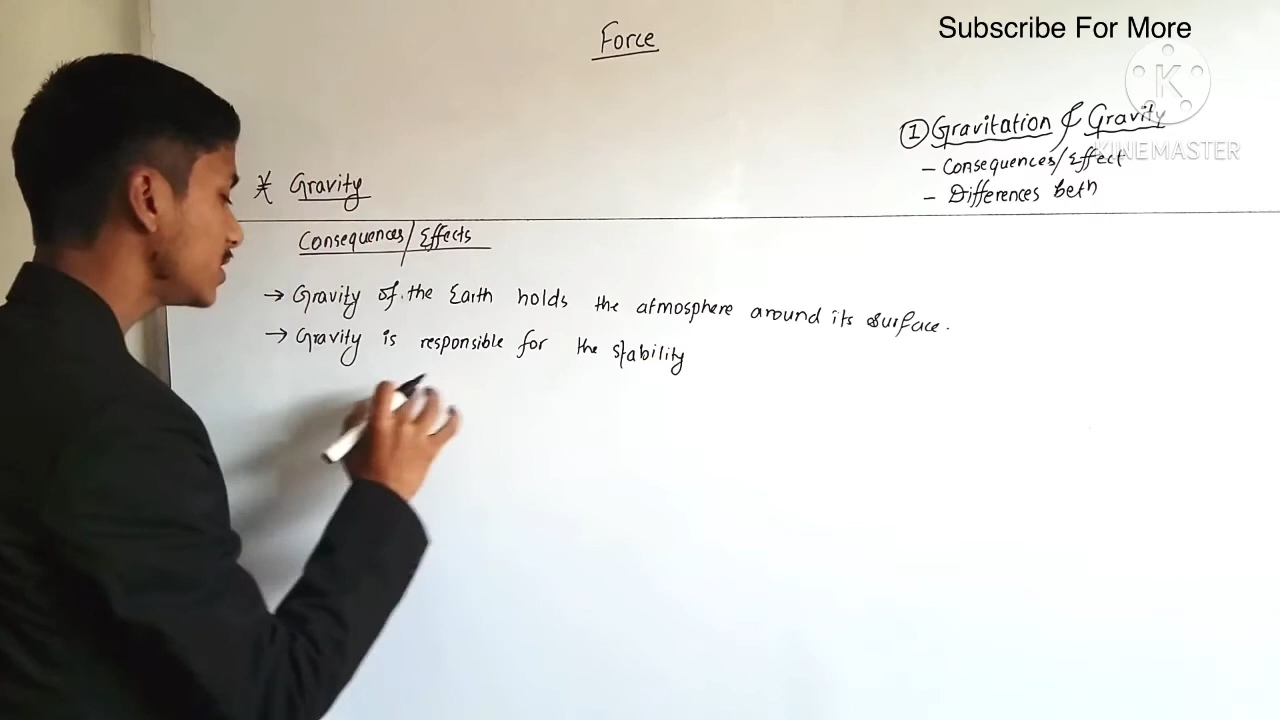 Subscribe For More
Force
K
KINEMASTER
① Gravitation & Gravity
- Consequences/Effect
- Differences betn
* Gravity
Consequences/Effects
→ Gravity of the Earth holds the atmosphere around its surface.
→ Gravity is responsible for the stability